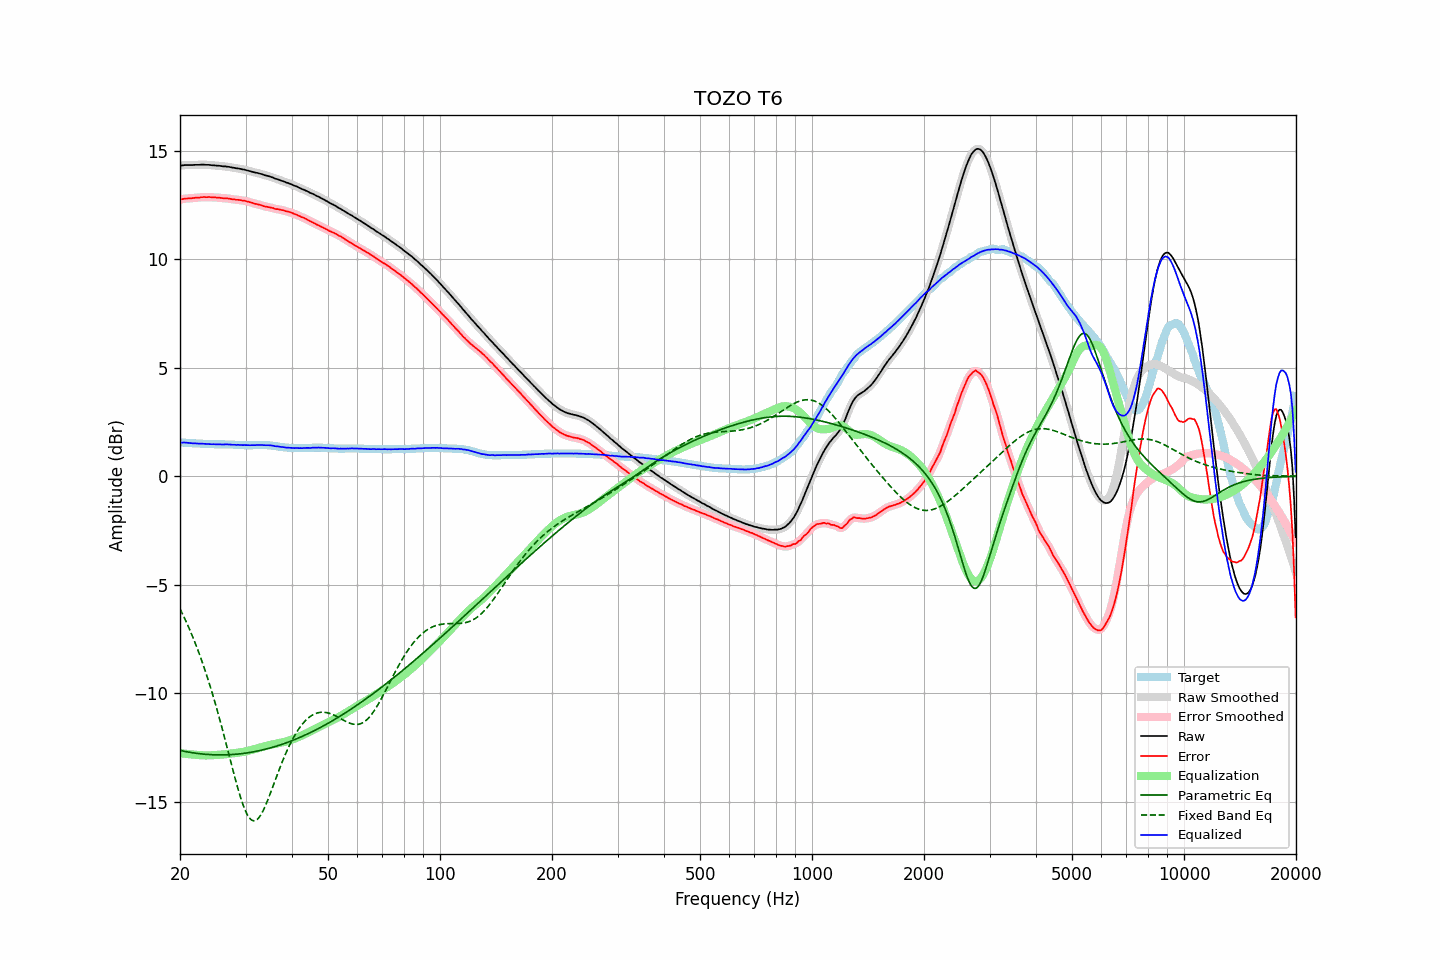 TOZO T6
Amplitude (dBr)
15
10
5
0
−5
−10
−15
20
50
100
200
500
1000
2000
5000
10000
20000
Frequency (Hz)
Target
Raw Smoothed
Error Smoothed
Raw
Error
Equalization
Parametric Eq
Fixed Band Eq
Equalized